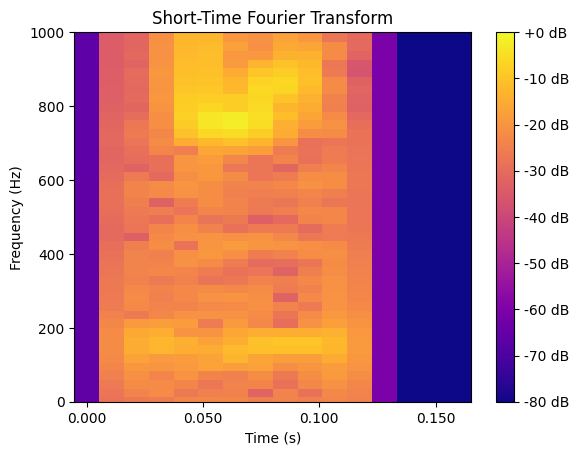 Short-Time Fourier Transform
1000
800
600
400
200
0
Frequency (Hz)
0.000
0.050
0.100
0.150
Time (s)
+0 dB
-10 dB
-20 dB
-30 dB
-40 dB
-50 dB
-60 dB
-70 dB
-80 dB